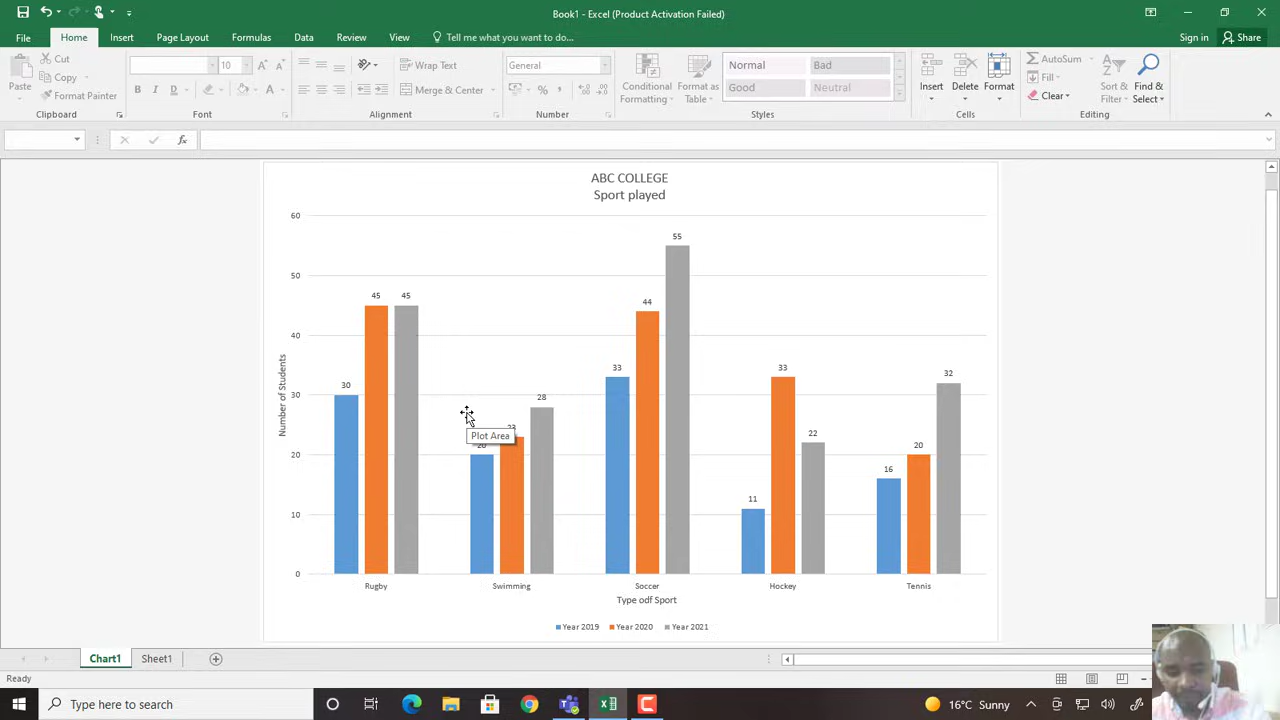 Book1 - Excel (Product Activation Failed)
File Home Insert Page Layout Formulas Data Review View Tell me what you want to do... Sign in Share
Paste
Cut
Copy
Format Painter
Clipboard
10
B I U
Font
Wrap Text
Merge & Center
Alignment
General
Number
Conditional Formatting
Format as Table
Normal Bad
Good Neutral
Styles
Insert Delete Format
Cells
AutoSum
Fill
Clear
Sort & Filter
Find & Select
Editing
fx
ABC COLLEGE
Sport played
60
50
40
30
20
10
0
Number of Students
30 45 45
23 28
33 44 55
11 33 22
16 20 32
Plot Area
Rugby Swimming Soccer Hockey Tennis
Type odf Sport
Year 2019 Year 2020 Year 2021
Chart1 Sheet1
Ready
Type here to search
16°C Sunny